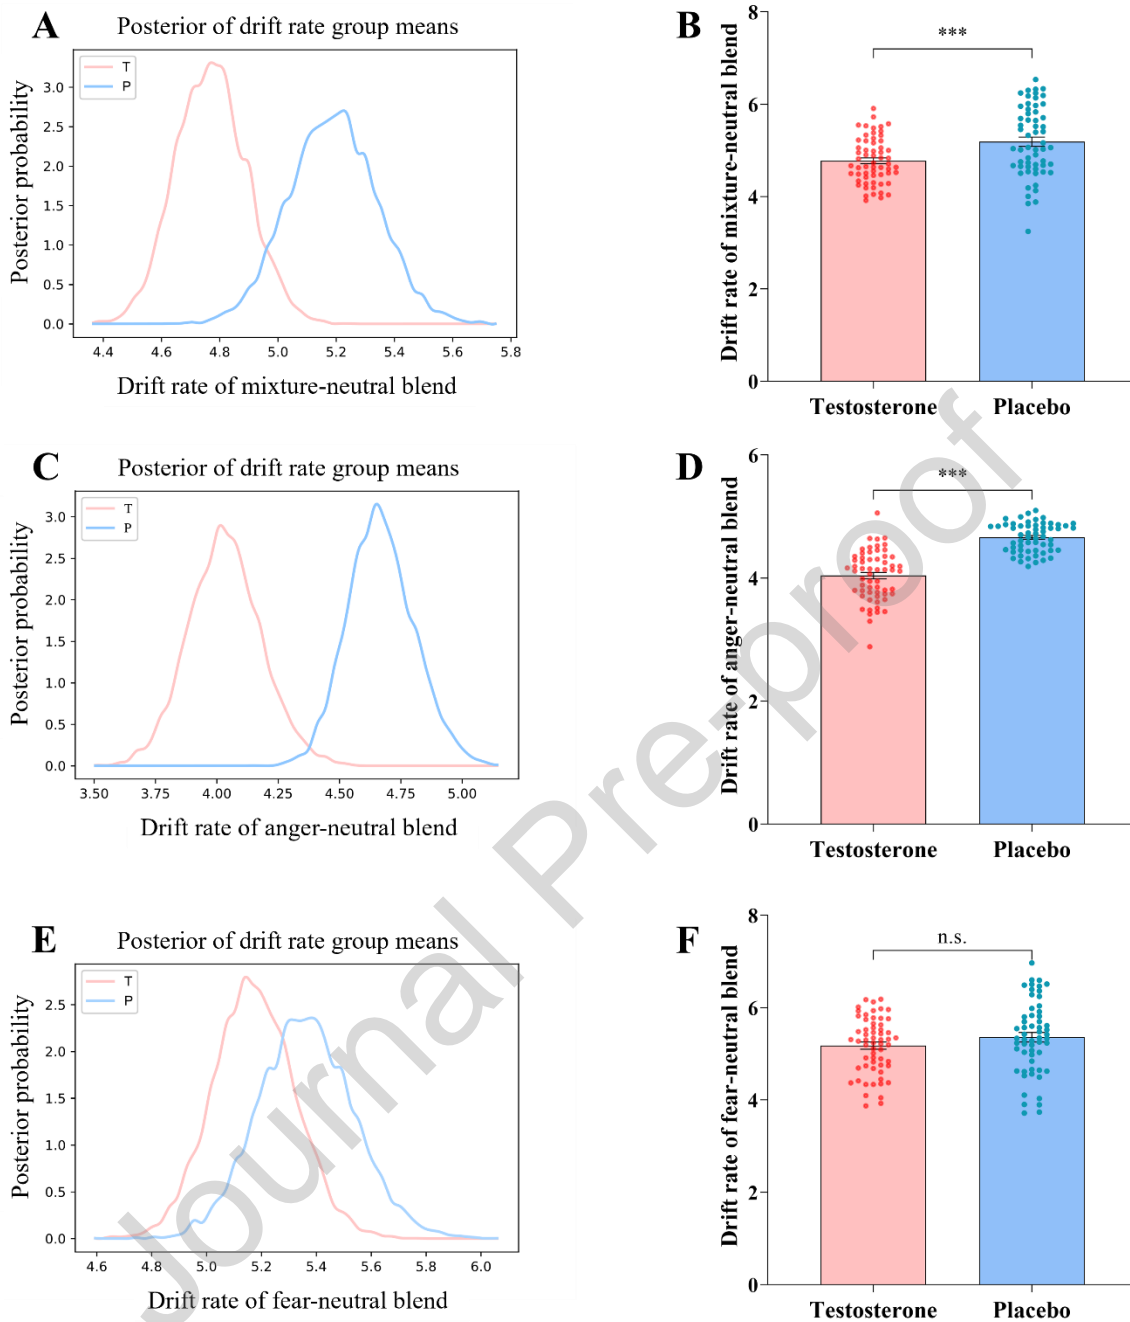 A
Posterior of drift rate group means
T
P
Posterior probability
3.0
2.5
2.0
1.5
1.0
0.5
0.0
4.4 4.6 4.8 5.0 5.2 5.4 5.6 5.8
Drift rate of mixture-neutral blend
B
***
Drift rate of mixture-neutral blend
8
6
4
2
0
Testosterone Placebo
C
Posterior of drift rate group means
T
P
Posterior probability
3.0
2.5
2.0
1.5
1.0
0.5
0.0
3.50 3.75 4.00 4.25 4.50 4.75 5.00
Drift rate of anger-neutral blend
D
***
Drift rate of anger-neutral blend
6
4
2
0
Testosterone Placebo
E
Posterior of drift rate group means
T
P
Posterior probability
2.5
2.0
1.5
1.0
0.5
0.0
4.6 4.8 5.0 5.2 5.4 5.6 5.8 6.0
Drift rate of fear-neutral blend
F
n.s.
Drift rate of fear-neutral blend
8
6
4
2
0
Testosterone Placebo
Journal Pre-proof